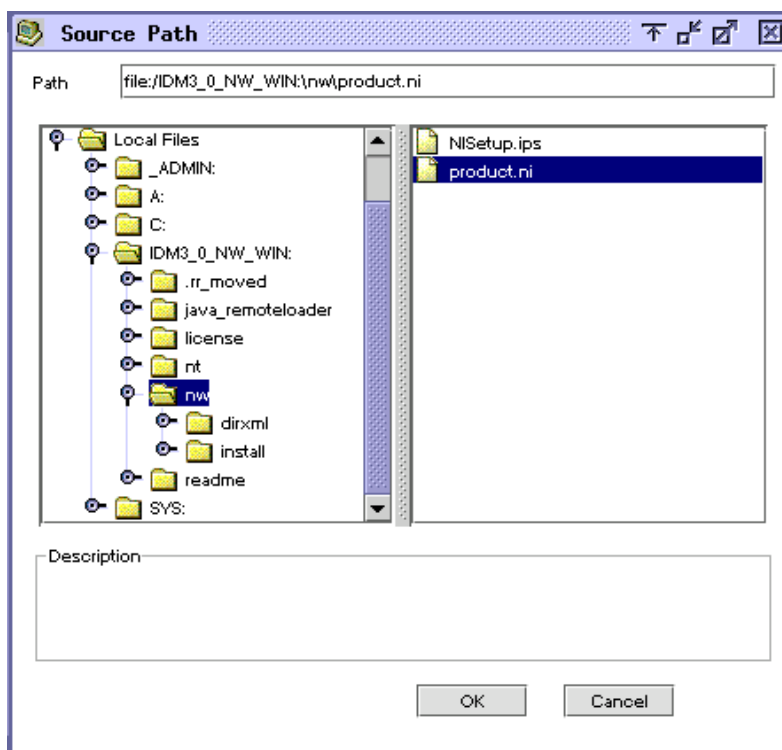 Source Path
Path
file:/IDM3_0_NW_WIN:\nw\product.ni
Local Files
_ADMIN:
A:
C:
IDM3_0_NW_WIN:
.rr_moved
java_remoteloader
license
nt
nw
dirxml
install
readme
SYS:
NISetup.ips
product.ni
Description
OK
Cancel